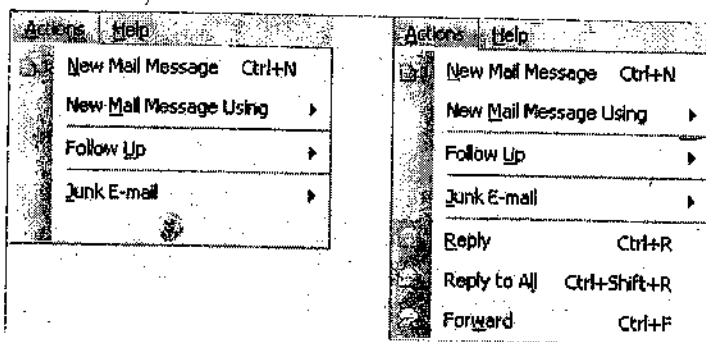 Actions Help
New Mail Message Ctrl+N
New Mail Message Using
Follow Up
Junk E-mail
Actions Help
New Mail Message Ctrl+N
New Mail Message Using
Follow Up
Junk E-mail
Reply Ctrl+R
Reply to All Ctrl+Shift+R
Forward Ctrl+F